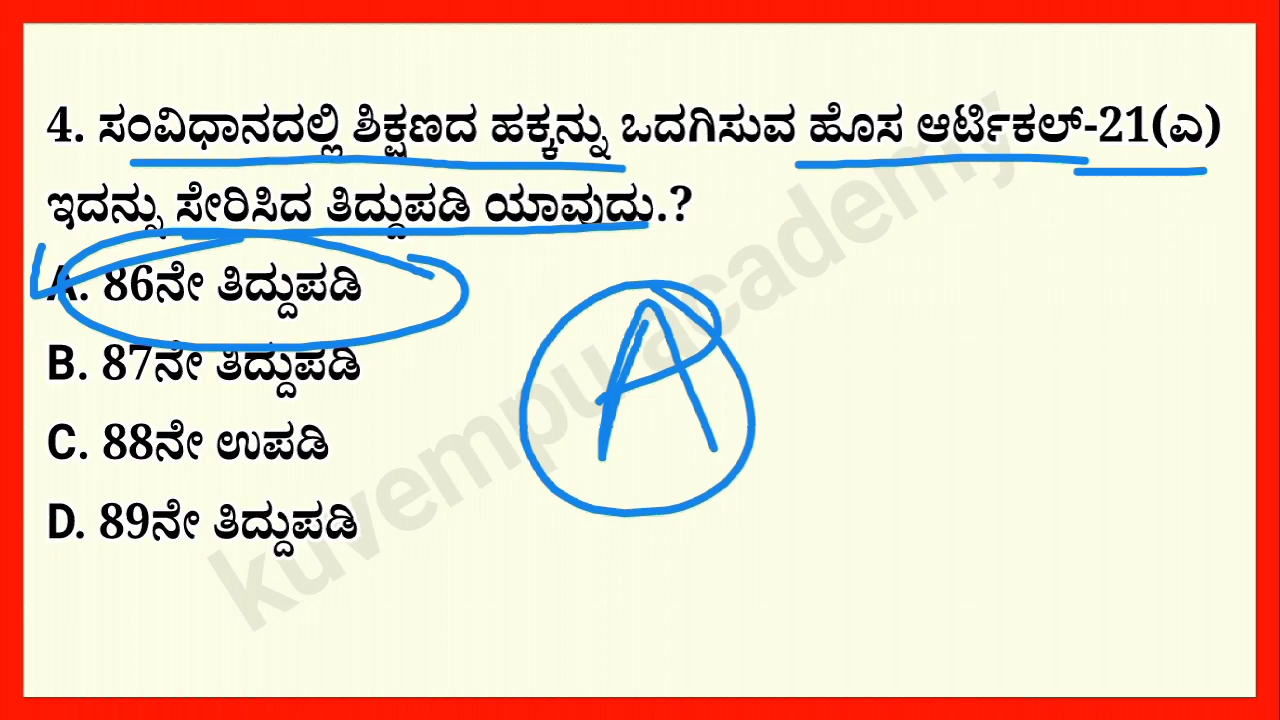 4. ಸಂವಿಧಾನದಲ್ಲಿ ಶಿಕ್ಷಣದ ಹಕ್ಕನ್ನು ಒದಗಿಸುವ ಹೊಸ ಆರ್ಟಿಕಲ್-21(ಎ)
ಇದನ್ನು ಸೇರಿಸಿದ ತಿದ್ದುಪಡಿ ಯಾವುದು.?
A. 86ನೇ ತಿದ್ದುಪಡಿ
B. 87ನೇ ತಿದ್ದುಪಡಿ
C. 88ನೇ ಉಪಡಿ
D. 89ನೇ ತಿದ್ದುಪಡಿ
A
kuvempu academy